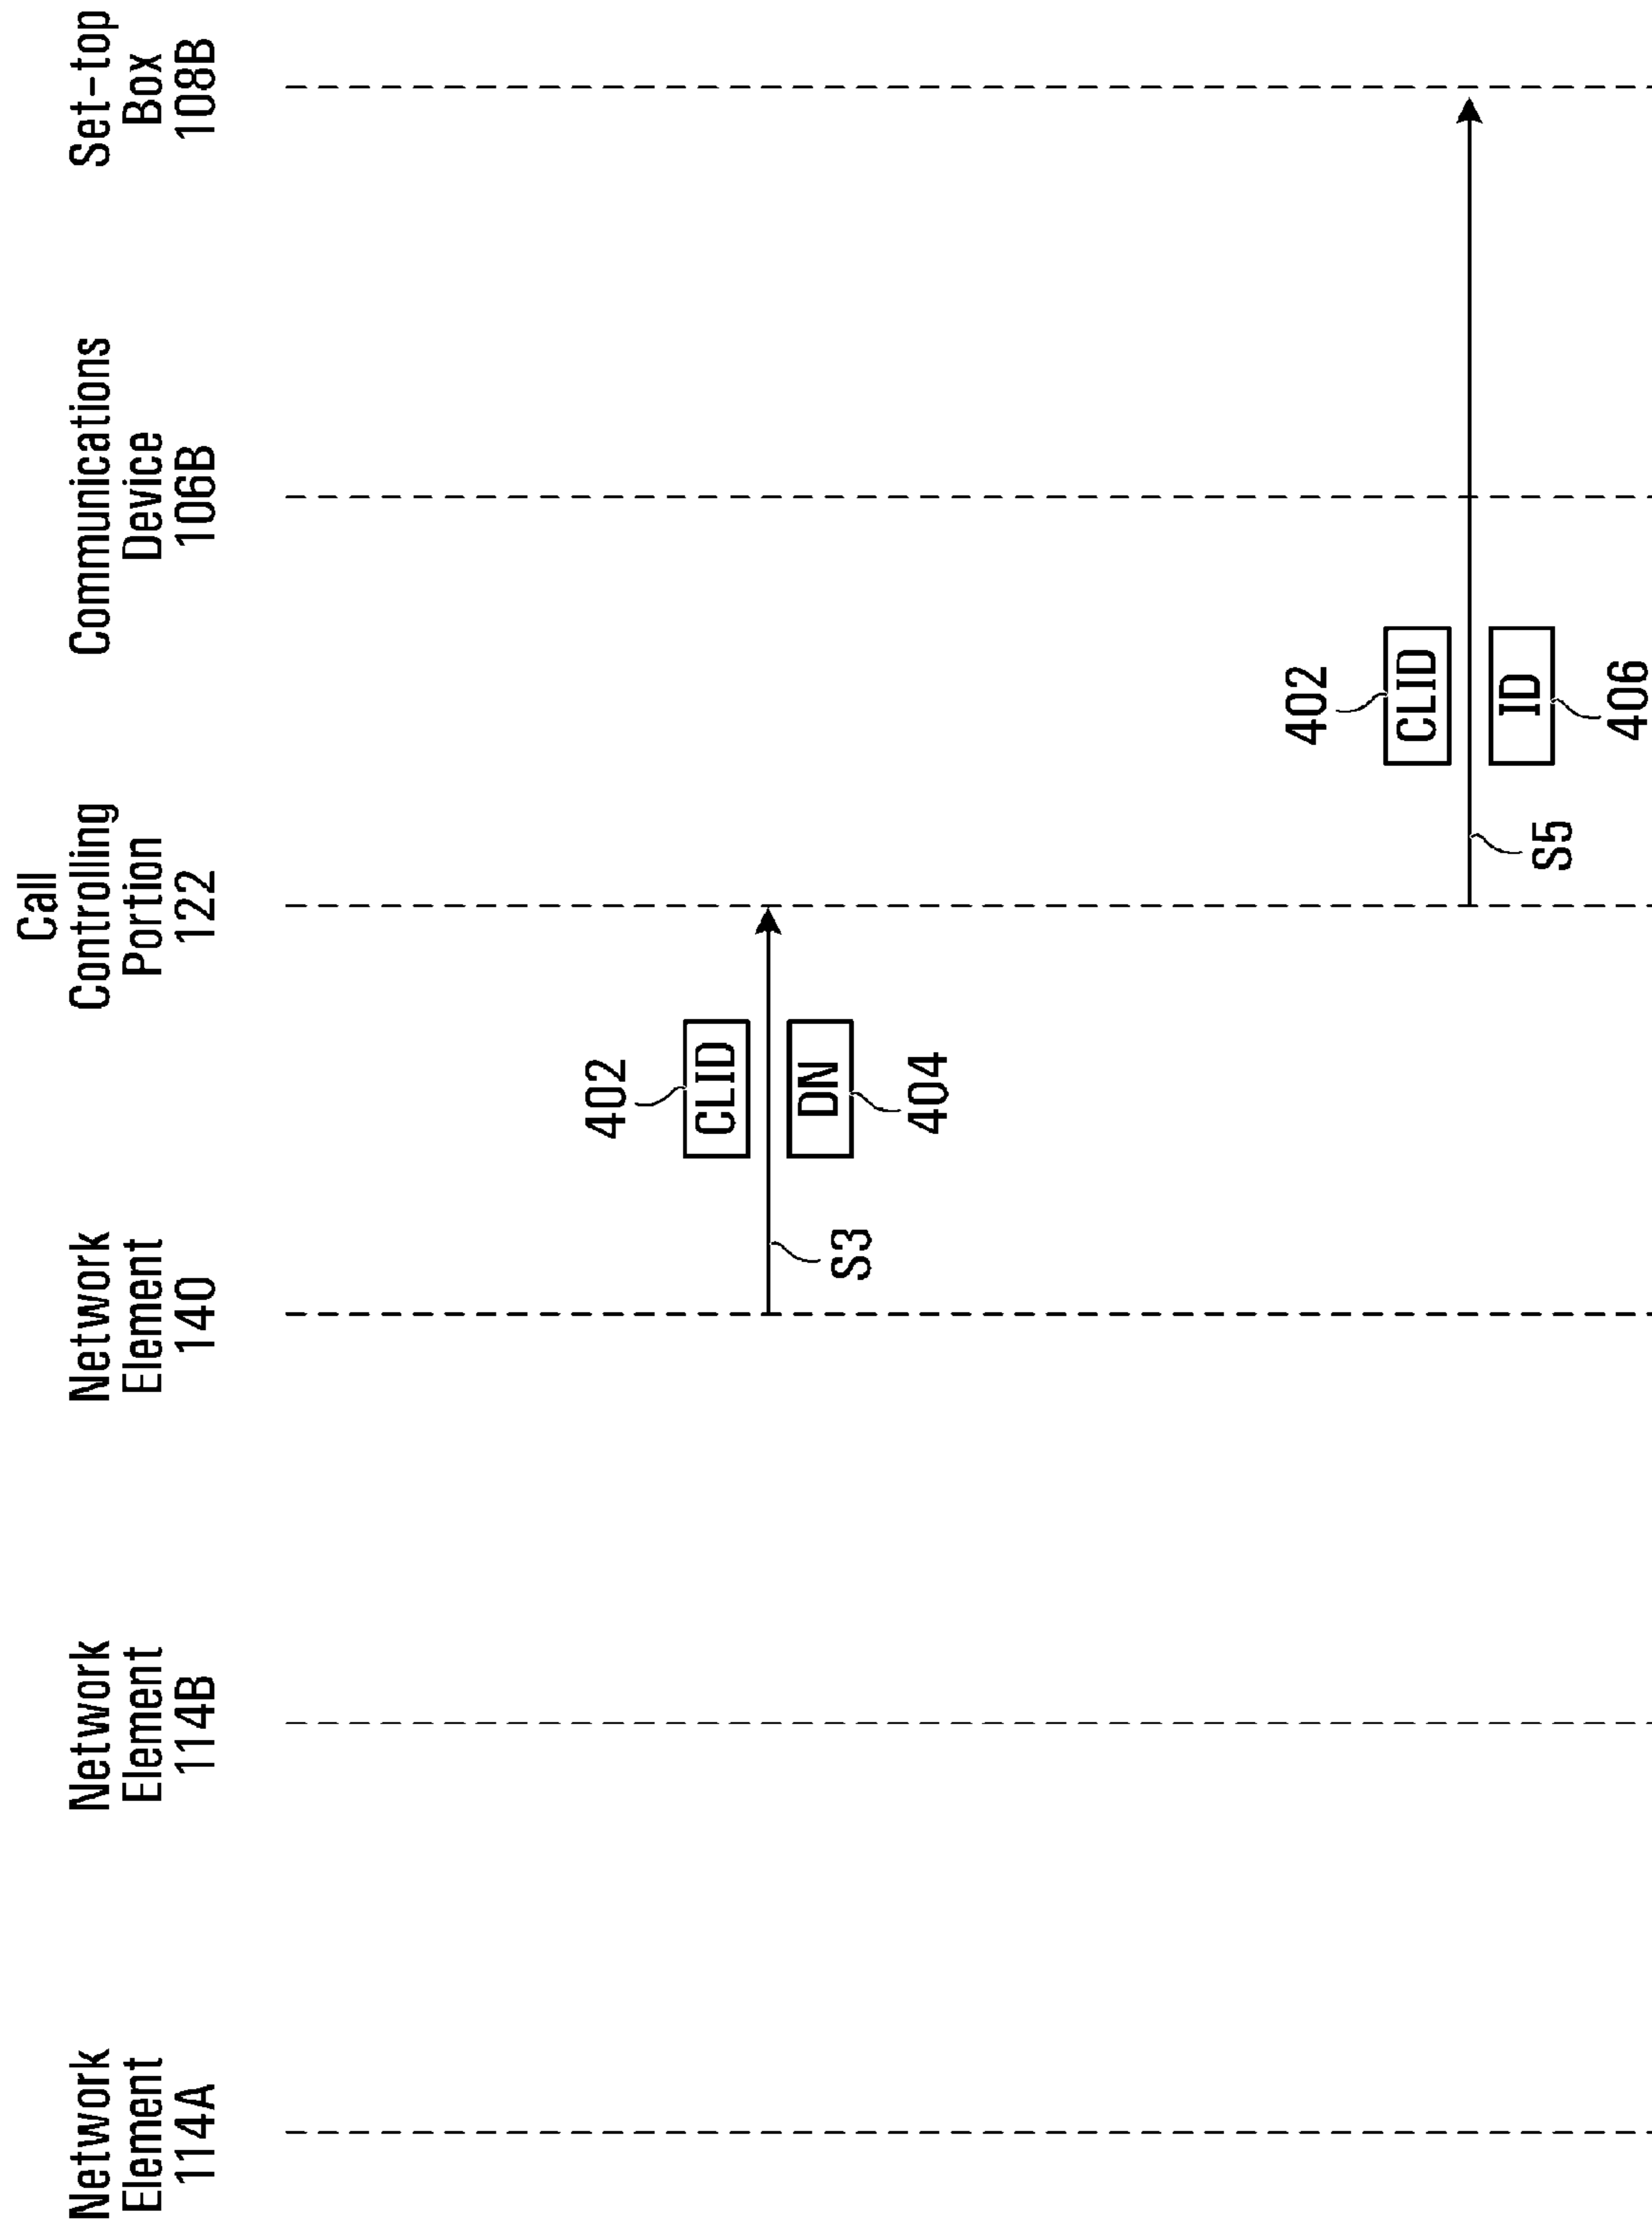 Network
Element
114A
Network
Element
114B
Network
Element
140
Call
Controlling
Portion
122
Communications
Device
106B
Set-top
Box
108B
402
CLID
S3
DN
404
402
CLID
S5
ID
406